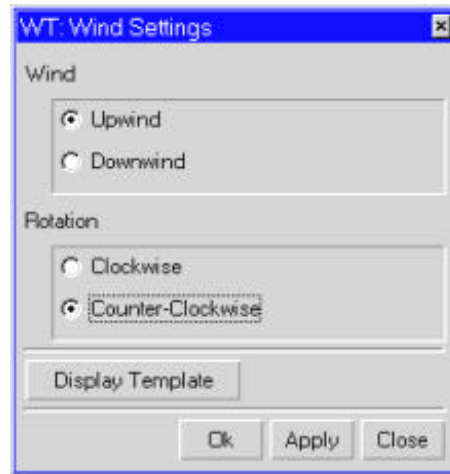 WT: Wind Settings
Wind
Upwind
Downwind
Rotation
Clockwise
Counter-Clockwise
Display Template
Ok Apply Close